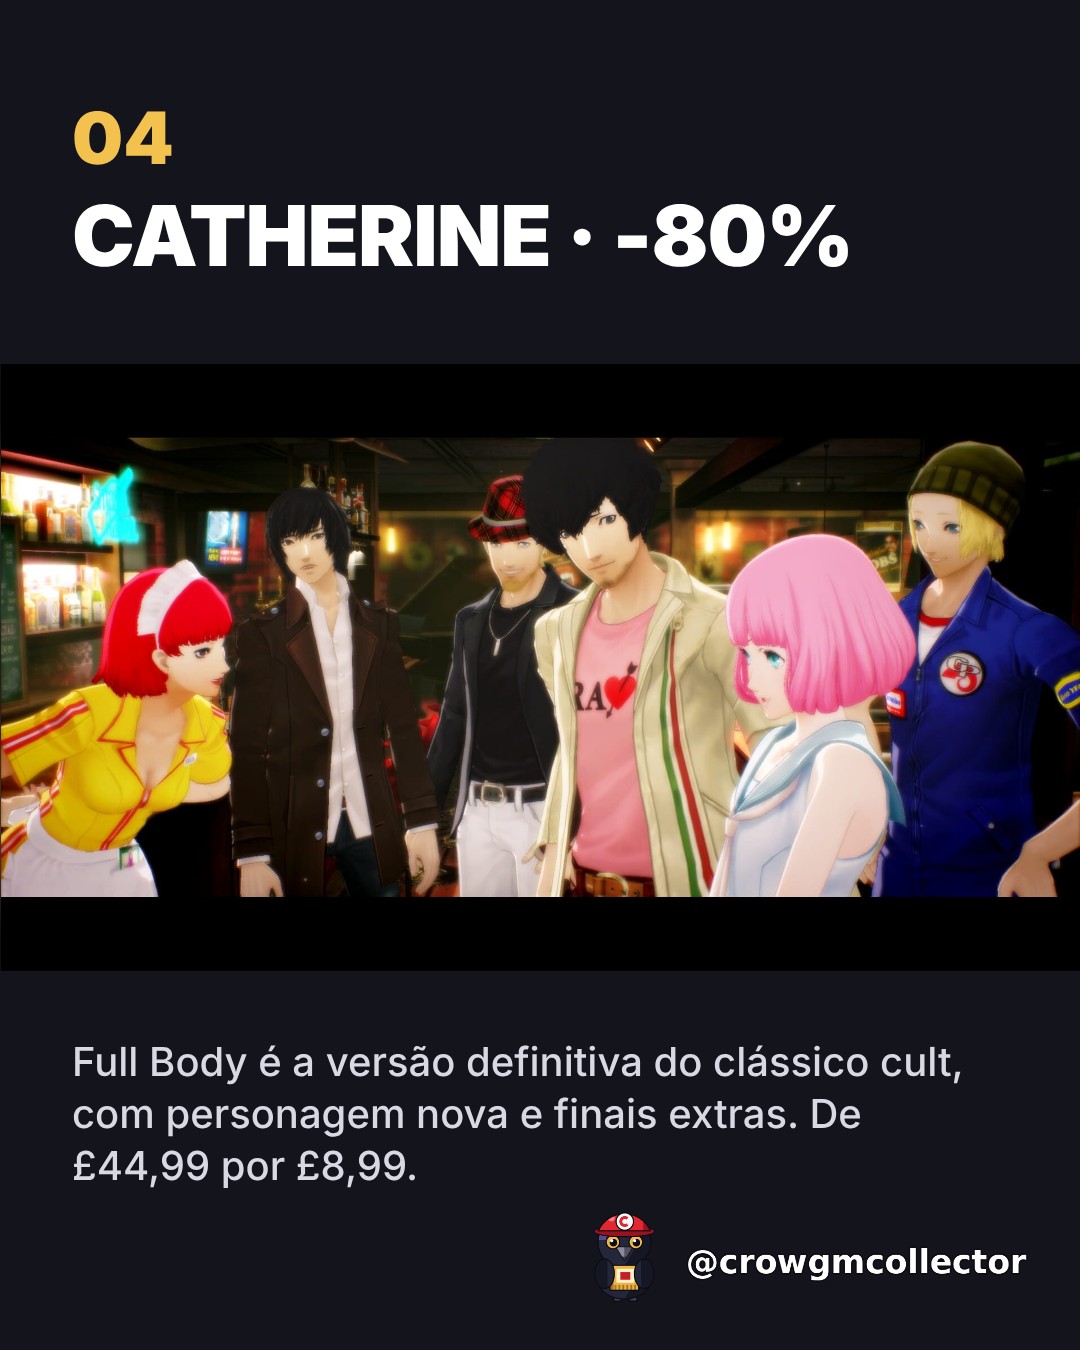 04
CATHERINE · -80%
RA
Full Body é a versão definitiva do clássico cult,
com personagem nova e finais extras. De
£44,99 por £8,99.
C
@crowgmcollector